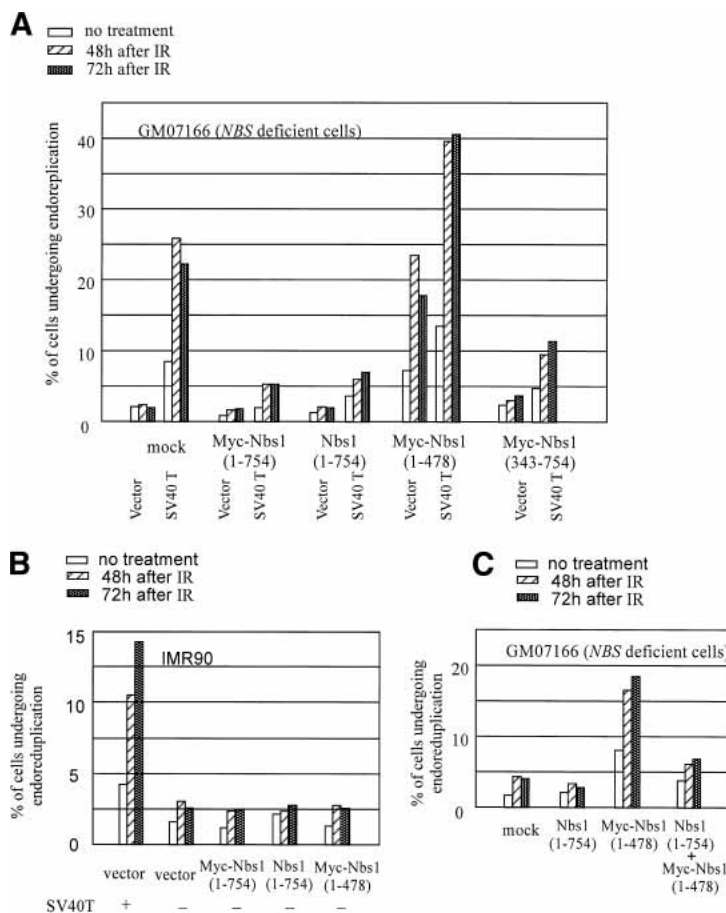 A
no treatment
48h after IR
72h after IR
GM07166 (NBS deficient cells)
% of cells undergoing endoreplication
40
30
20
10
0
mock
Myc-Nbs1
(1-754)
Nbs1
(1-754)
Myc-Nbs1
(1-478)
Myc-Nbs1
(343-754)
Vector
SV40 T
Vector
SV40 T
Vector
SV40 T
Vector
SV40 T
Vector
SV40 T
B
no treatment
48h after IR
72h after IR
IMR90
% of cells undergoing
endoreduplication
15
10
5
0
vector
vector
Myc-Nbs1
(1-754)
Nbs1
(1-754)
Myc-Nbs1
(1-478)
SV40T + – – – –
C
no treatment
48h after IR
72h after IR
GM07166 (NBS deficient cells)
% of cells undergoing
endoreduplication
20
10
0
mock
Nbs1
(1-754)
Myc-Nbs1
(1-478)
Nbs1
(1-754)
+
Myc-Nbs1
(1-478)